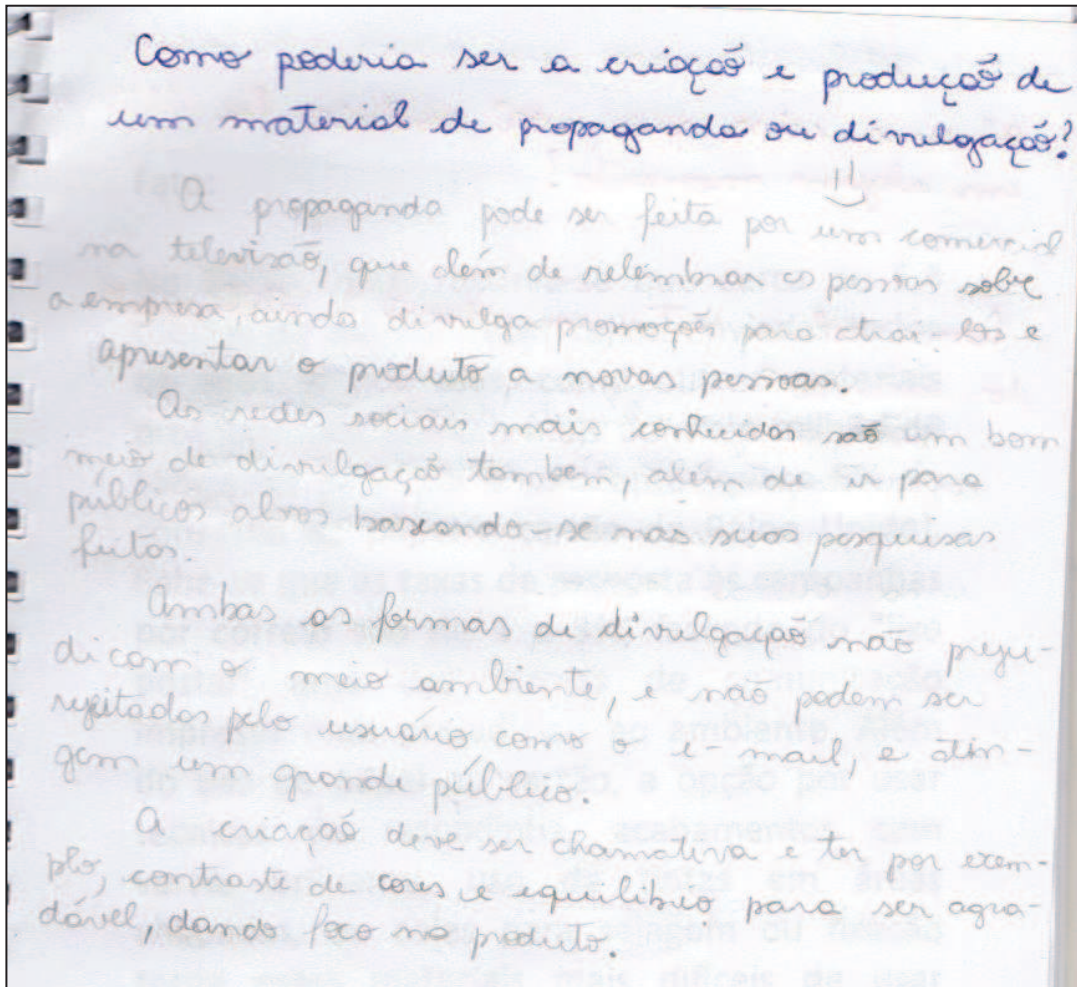 Como poderia ser a criação e produção de
um material de propaganda ou divulgação?
A propaganda pode ser feita por um comercial
na televisão, que além de relembrar as pessoas sobre
a empresa, ainda divulga promoções para atraí-los e
apresentar o produto a novas pessoas.
As redes sociais mais conhecidas são um bom
meio de divulgação também, além de ir para
públicos alvos baseando se nas suas pesquisas
feitas.
Ambas as formas de divulgação não preju-
dicam o meio ambiente, e não podem ser
rejeitados pelo usuário como o e-mail, e atin-
gem um grande público.
A criação deve ser chamativa e ter por exem-
plo, contraste de cores e equilíbrio para ser agra-
dável, dando foco no produto.